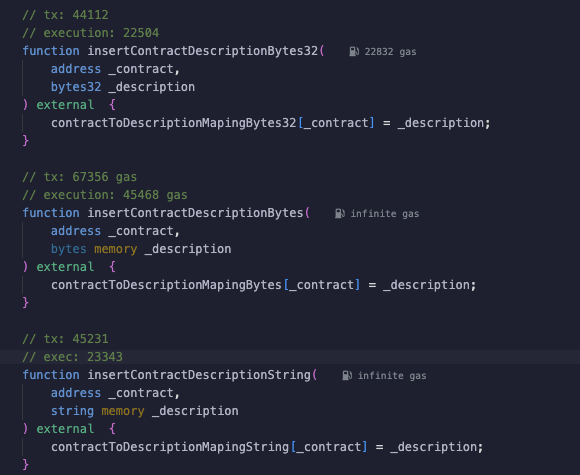 // tx: 44112
// execution: 22504
function insertContractDescriptionBytes32( 22832 gas
address _contract,
bytes32 _description
) external {
contractToDescriptionMapingBytes32[_contract] = _description;
}
// tx: 67356 gas
// execution: 45468 gas
function insertContractDescriptionBytes( infinite gas
address _contract,
bytes memory _description
) external {
contractToDescriptionMapingBytes[_contract] = _description;
}
// tx: 45231
// exec: 23343
function insertContractDescriptionString( infinite gas
address _contract,
string memory _description
) external {
contractToDescriptionMapingString[_contract] = _description;
}